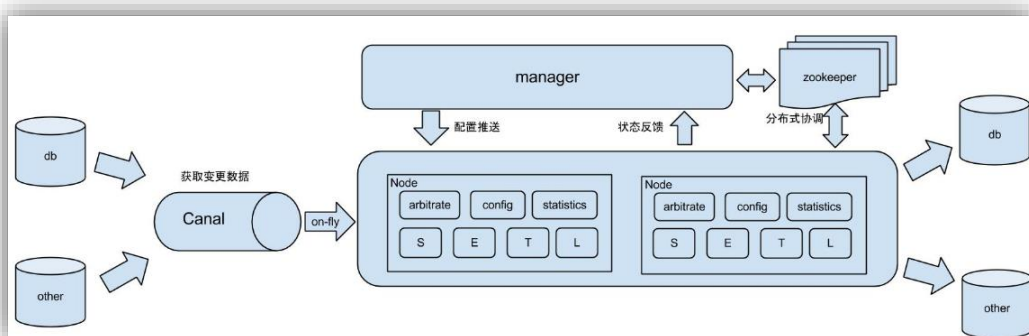 manager
zookeeper
配置推送
状态反馈
分布式协调
db
db
获取变更数据
Canal
on-fly
Node
arbitrate
config
statistics
S
E
T
L
Node
arbitrate
config
statistics
S
E
T
L
other
other